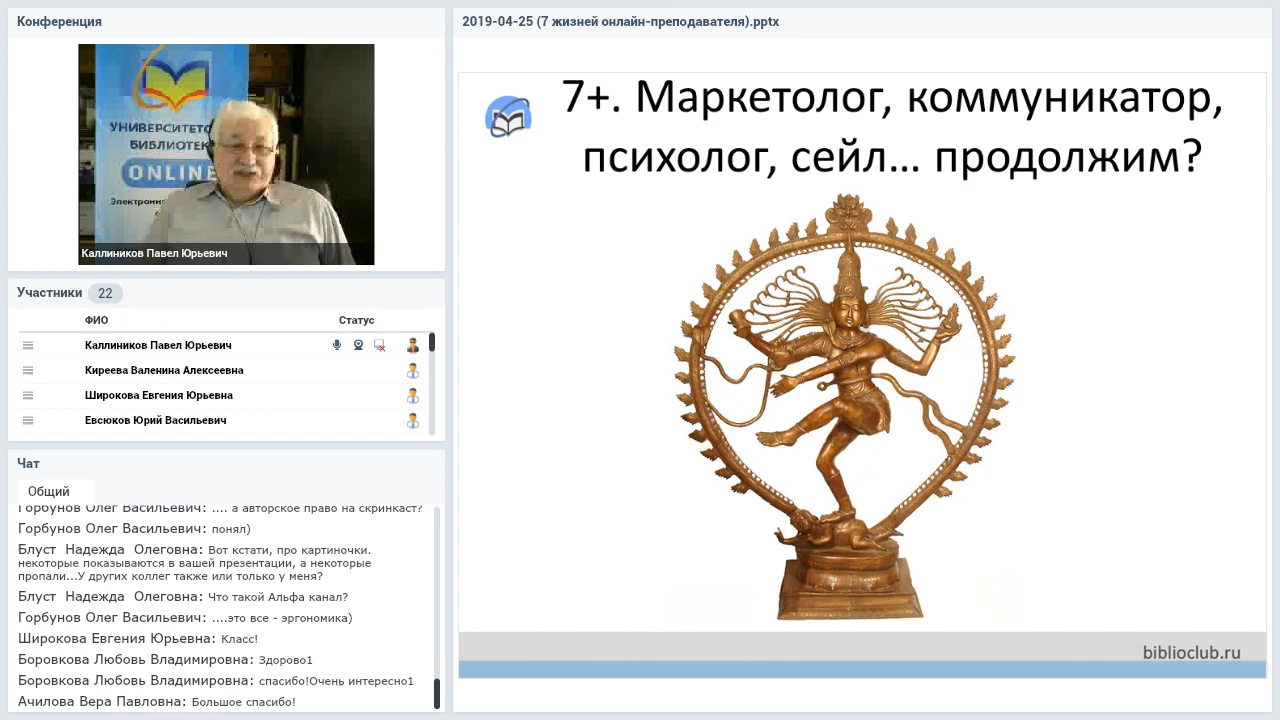 Конференция
УНИВЕРСИТЕТС
БИБЛИОТЕК
ONLINE
Электронн
Каллиников Павел Юрьевич
Участники 22
ФИО Статус
Каллиников Павел Юрьевич
Киреева Валенина Алексеевна
Широкова Евгения Юрьевна
Евсюков Юрий Васильевич
Чат
Общий
Горбунов Олег Васильевич: .... а авторское право на скринкаст?
Горбунов Олег Васильевич: понял)
Блуст Надежда Олеговна: Вот кстати, про картиночки.
некоторые показываются в вашей презентации, а некоторые
пропали...У других коллег также или только у меня?
Блуст Надежда Олеговна: Что такой Альфа канал?
Горбунов Олег Васильевич: ....это все - эргономика)
Широкова Евгения Юрьевна: Класс!
Боровкова Любовь Владимировна: Здорово1
Боровкова Любовь Владимировна: спасибо!Очень интересно1
Ачилова Вера Павловна: Большое спасибо!
2019-04-25 (7 жизней онлайн-преподавателя).pptx
7+. Маркетолог, коммуникатор,
психолог, сейл... продолжим?
biblioclub.ru